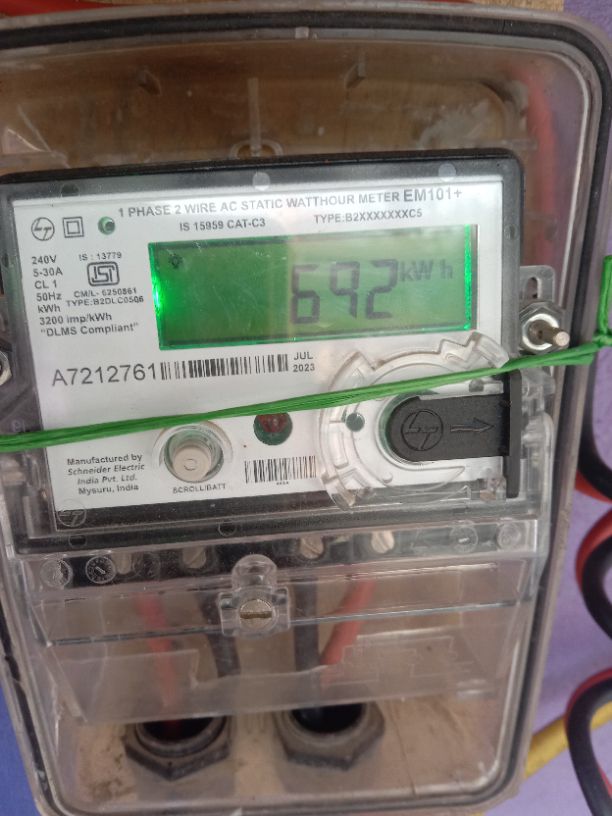 1 PHASE 2 WIRE AC STATIC WATTHOUR METER EM101+
IS 15959 CAT-C3 TYPE:B2XXXXXXXC5
240V
5-30A
CL 1
50Hz
kWh
3200 imp/kWh
"DLMS Compliant"
IS : 13779
CM/L- 6250861
TYPE:B2DLC0506
692 kWh
A7212761
JUL
2023
Manufactured by
Schneider Electric
India Pvt. Ltd.
Mysuru, India
SCROLL/BATT